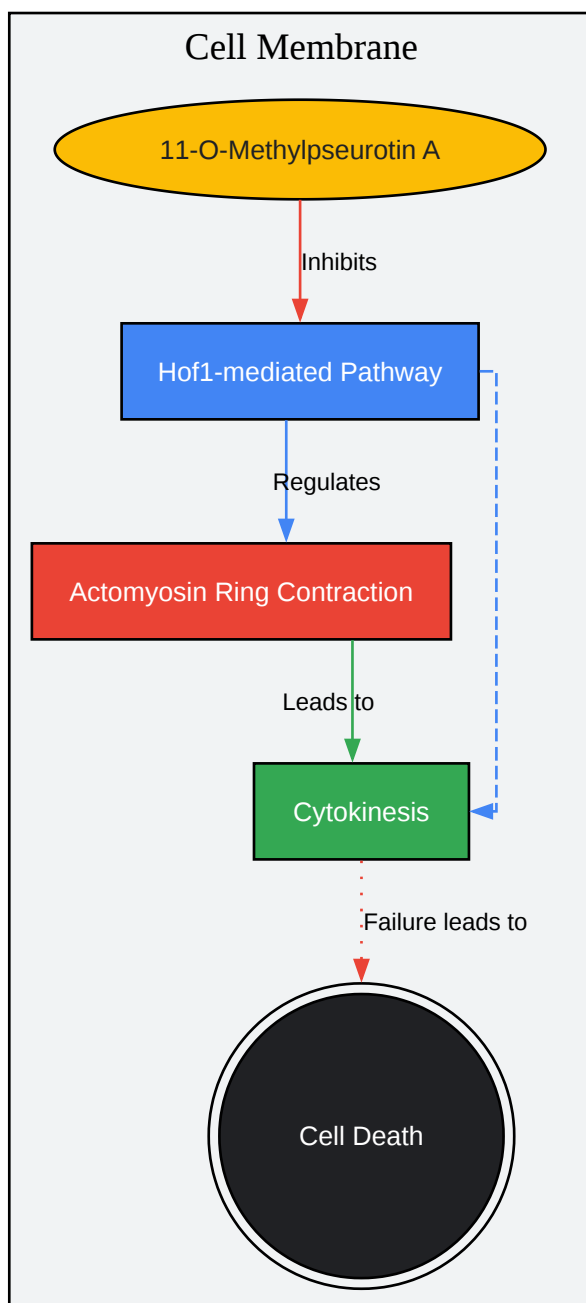 Cell Membrane
11-O-Methylpseurotin A
Inhibits
Hof1-mediated Pathway
Regulates
Actomyosin Ring Contraction
Leads to
Cytokinesis
Failure leads to
Cell Death